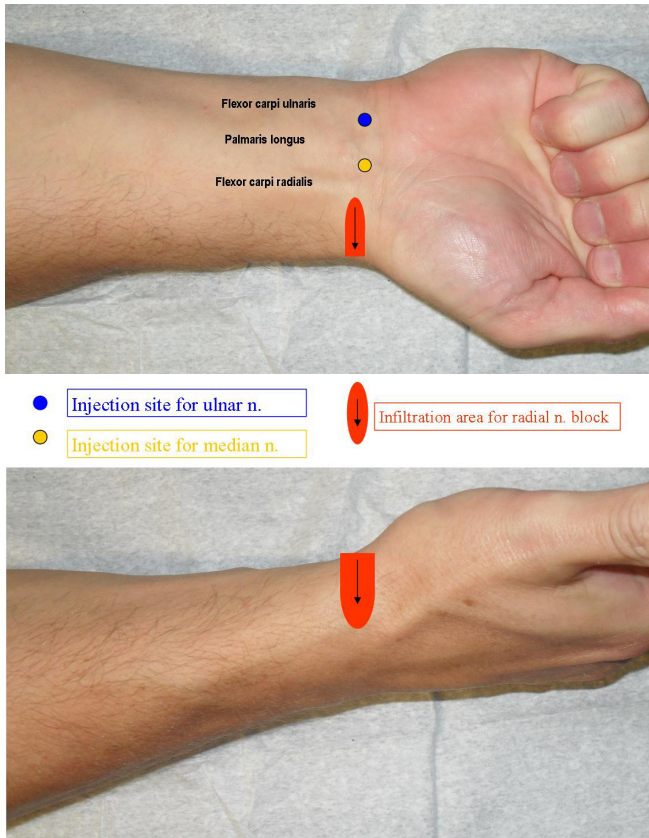 Flexor carpi ulnaris
Palmaris longus
Flexor carpi radialis
Injection site for ulnar n.
Injection site for median n.
Infiltration area for radial n. block